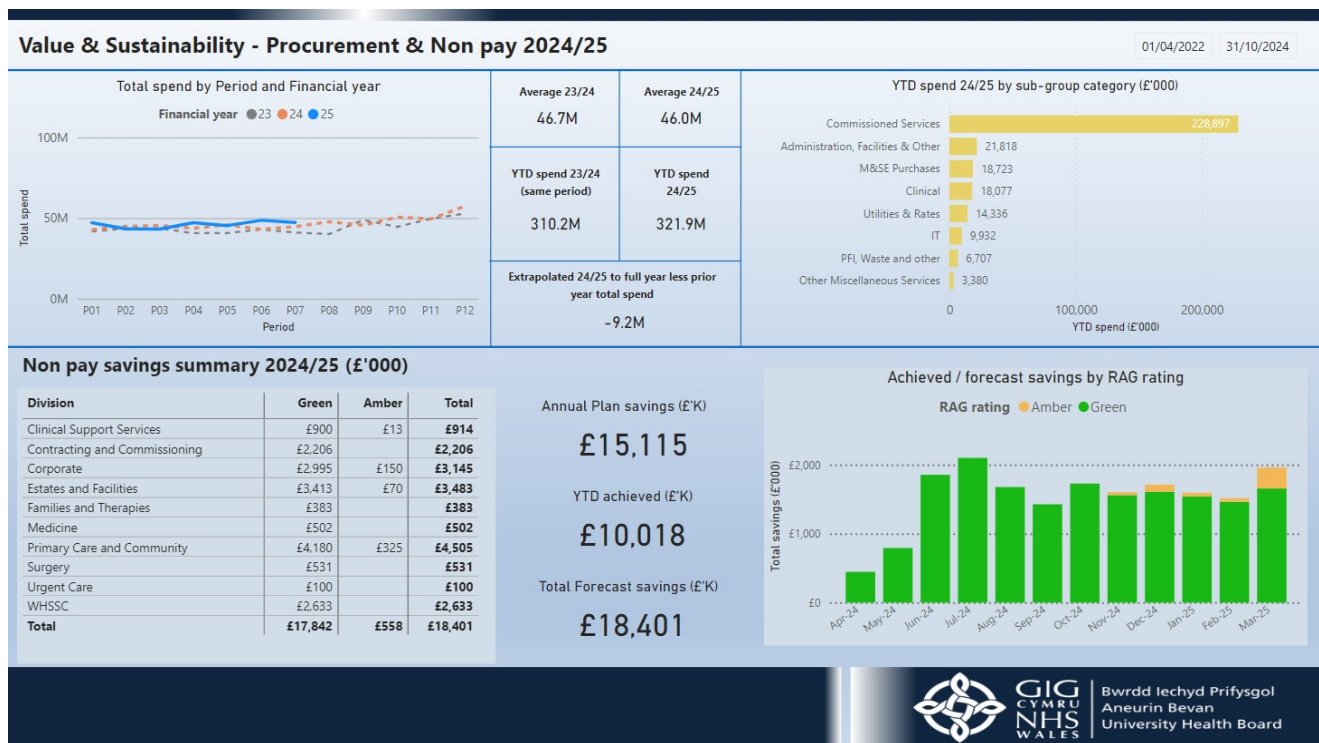 Value & Sustainability - Procurement & Non pay 2024/25
01/04/2022 31/10/2024
Total spend by Period and Financial year
Financial year 23 24 25
100M
50M
0M
Total spend
P01 P02 P03 P04 P05 P06 P07 P08 P09 P10 P11 P12
Period
Average 23/24
46.7M
Average 24/25
46.0M
YTD spend 23/24
(same period)
310.2M
YTD spend
24/25
321.9M
Extrapolated 24/25 to full year less prior
year total spend
-9.2M
YTD spend 24/25 by sub-group category (£'000)
Commissioned Services 228,897
Administration, Facilities & Other 21,818
M&SE Purchases 18,723
Clinical 18,077
Utilities & Rates 14,336
IT 9,932
PFI, Waste and other 6,707
Other Miscellaneous Services 3,380
0 100,000 200,000
YTD spend (£'000)
Non pay savings summary 2024/25 (£'000)
Division Green Amber Total
Clinical Support Services £900 £13 £914
Contracting and Commissioning £2,206 £2,206
Corporate £2,995 £150 £3,145
Estates and Facilities £3,413 £70 £3,483
Families and Therapies £383 £383
Medicine £502 £502
Primary Care and Community £4,180 £325 £4,505
Surgery £531 £531
Urgent Care £100 £100
WHSSC £2,633 £2,633
Total £17,842 £558 £18,401
Annual Plan savings (£'K)
£15,115
YTD achieved (£'K)
£10,018
Total Forecast savings (£'K)
£18,401
Achieved / forecast savings by RAG rating
RAG rating Amber Green
Total savings (£'000)
£2,000
£1,000
£0
Apr-24 May-24 Jun-24 Jul-24 Aug-24 Sep-24 Oct-24 Nov-24 Dec-24 Jan-25 Feb-25 Mar-25
GIG
CYMRU
NHS
WALES
Bwrdd Iechyd Prifysgol
Aneurin Bevan
University Health Board